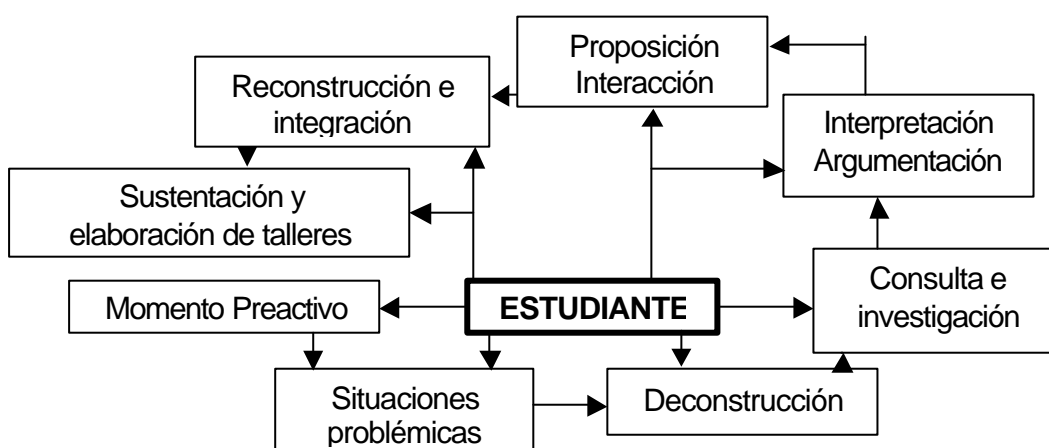 Proposición
Interacción
Reconstrucción e
integración
Interpretación
Argumentación
Sustentación y
elaboración de talleres
Consulta e
investigación
Momento Preactivo
ESTUDIANTE
Situaciones
problémicas
Deconstrucción